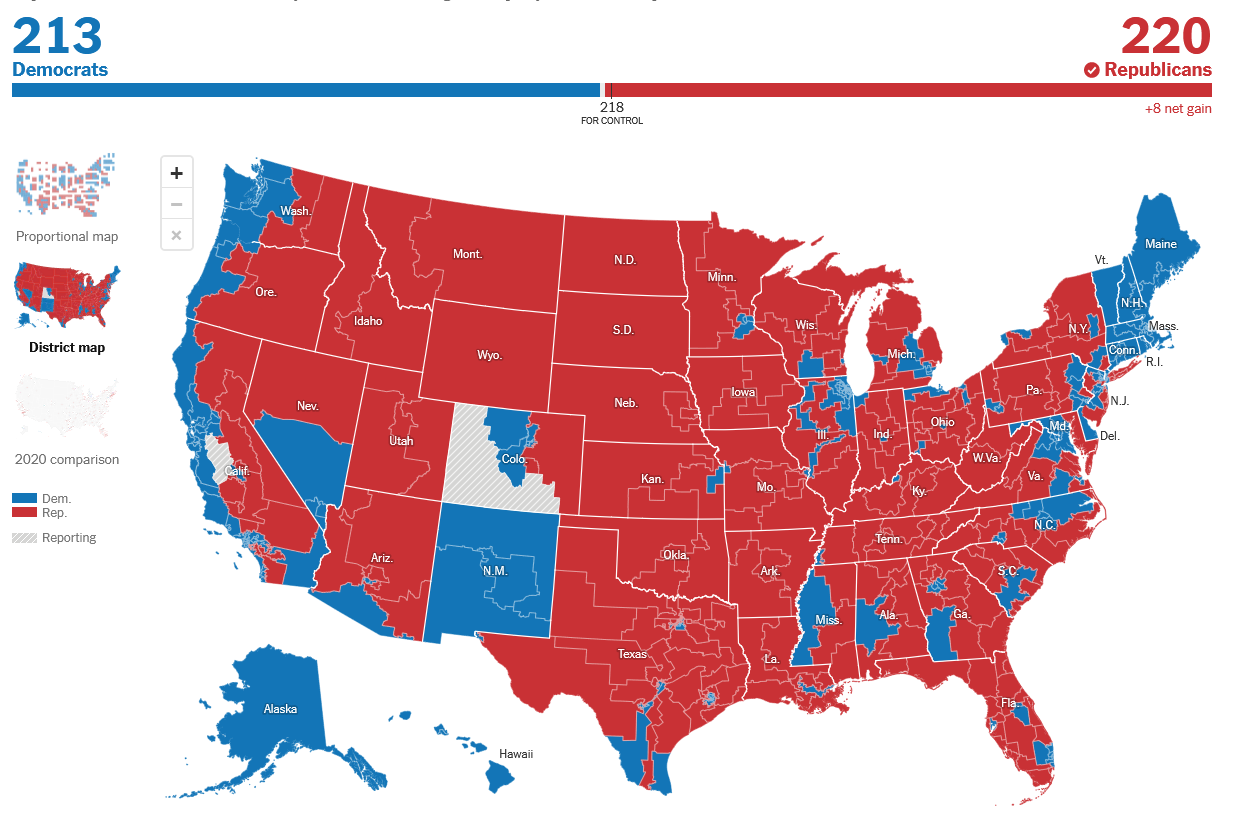 213
Democrats
220
Republicans
218
FOR CONTROL
+8 net gain
Proportional map
District map
2020 comparison
Dem.
Rep.
Reporting
+
−
×
Wash.
Mont.
N.D.
Minn.
Vt.
Maine
Ore.
Idaho
S.D.
Wis.
Mich.
N.Y.
N.H.
Mass.
Conn.
R.I.
Wyo.
Nev.
Utah
Colo.
Neb.
Iowa
Ill.
Ind.
Ohio
Pa.
N.J.
Md.
Del.
Calif.
Kan.
Mo.
Ky.
W.Va.
Va.
Ariz.
N.M.
Okla.
Ark.
Tenn.
N.C.
S.C.
Texas
La.
Miss.
Ala.
Ga.
Fla.
Alaska
Hawaii